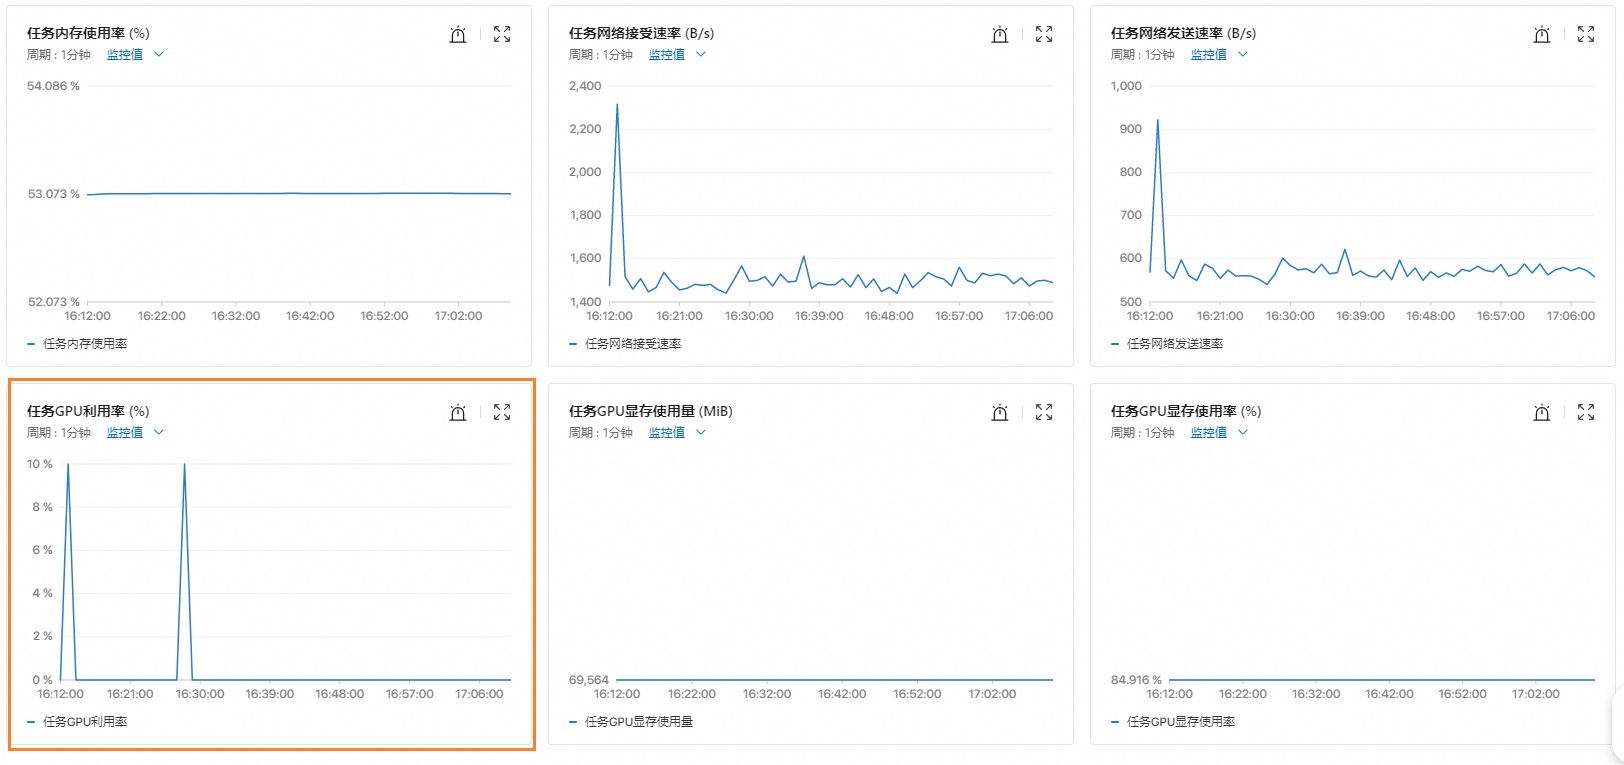 任务内存使用率 (%)
周期 : 1分钟 监控值
54.086 %
53.073 %
52.073 %
16:12:00 16:22:00 16:32:00 16:42:00 16:52:00 17:02:00
任务内存使用率
任务网络接受速率 (B/s)
周期 : 1分钟 监控值
2,400
2,200
2,000
1,800
1,600
1,400
16:12:00 16:21:00 16:30:00 16:39:00 16:48:00 16:57:00 17:06:00
任务网络接受速率
任务网络发送速率 (B/s)
周期 : 1分钟 监控值
1,000
900
800
700
600
500
16:12:00 16:21:00 16:30:00 16:39:00 16:48:00 16:57:00 17:06:00
任务网络发送速率
任务GPU利用率 (%)
周期 : 1分钟 监控值
10 %
8 %
6 %
4 %
2 %
0 %
16:12:00 16:21:00 16:30:00 16:39:00 16:48:00 16:57:00 17:06:00
任务GPU利用率
任务GPU显存使用量 (MiB)
周期 : 1分钟 监控值
69,564
16:12:00 16:22:00 16:32:00 16:42:00 16:52:00 17:02:00
任务GPU显存使用量
任务GPU显存使用率 (%)
周期 : 1分钟 监控值
84.916 %
16:12:00 16:22:00 16:32:00 16:42:00 16:52:00 17:02:00
任务GPU显存使用率